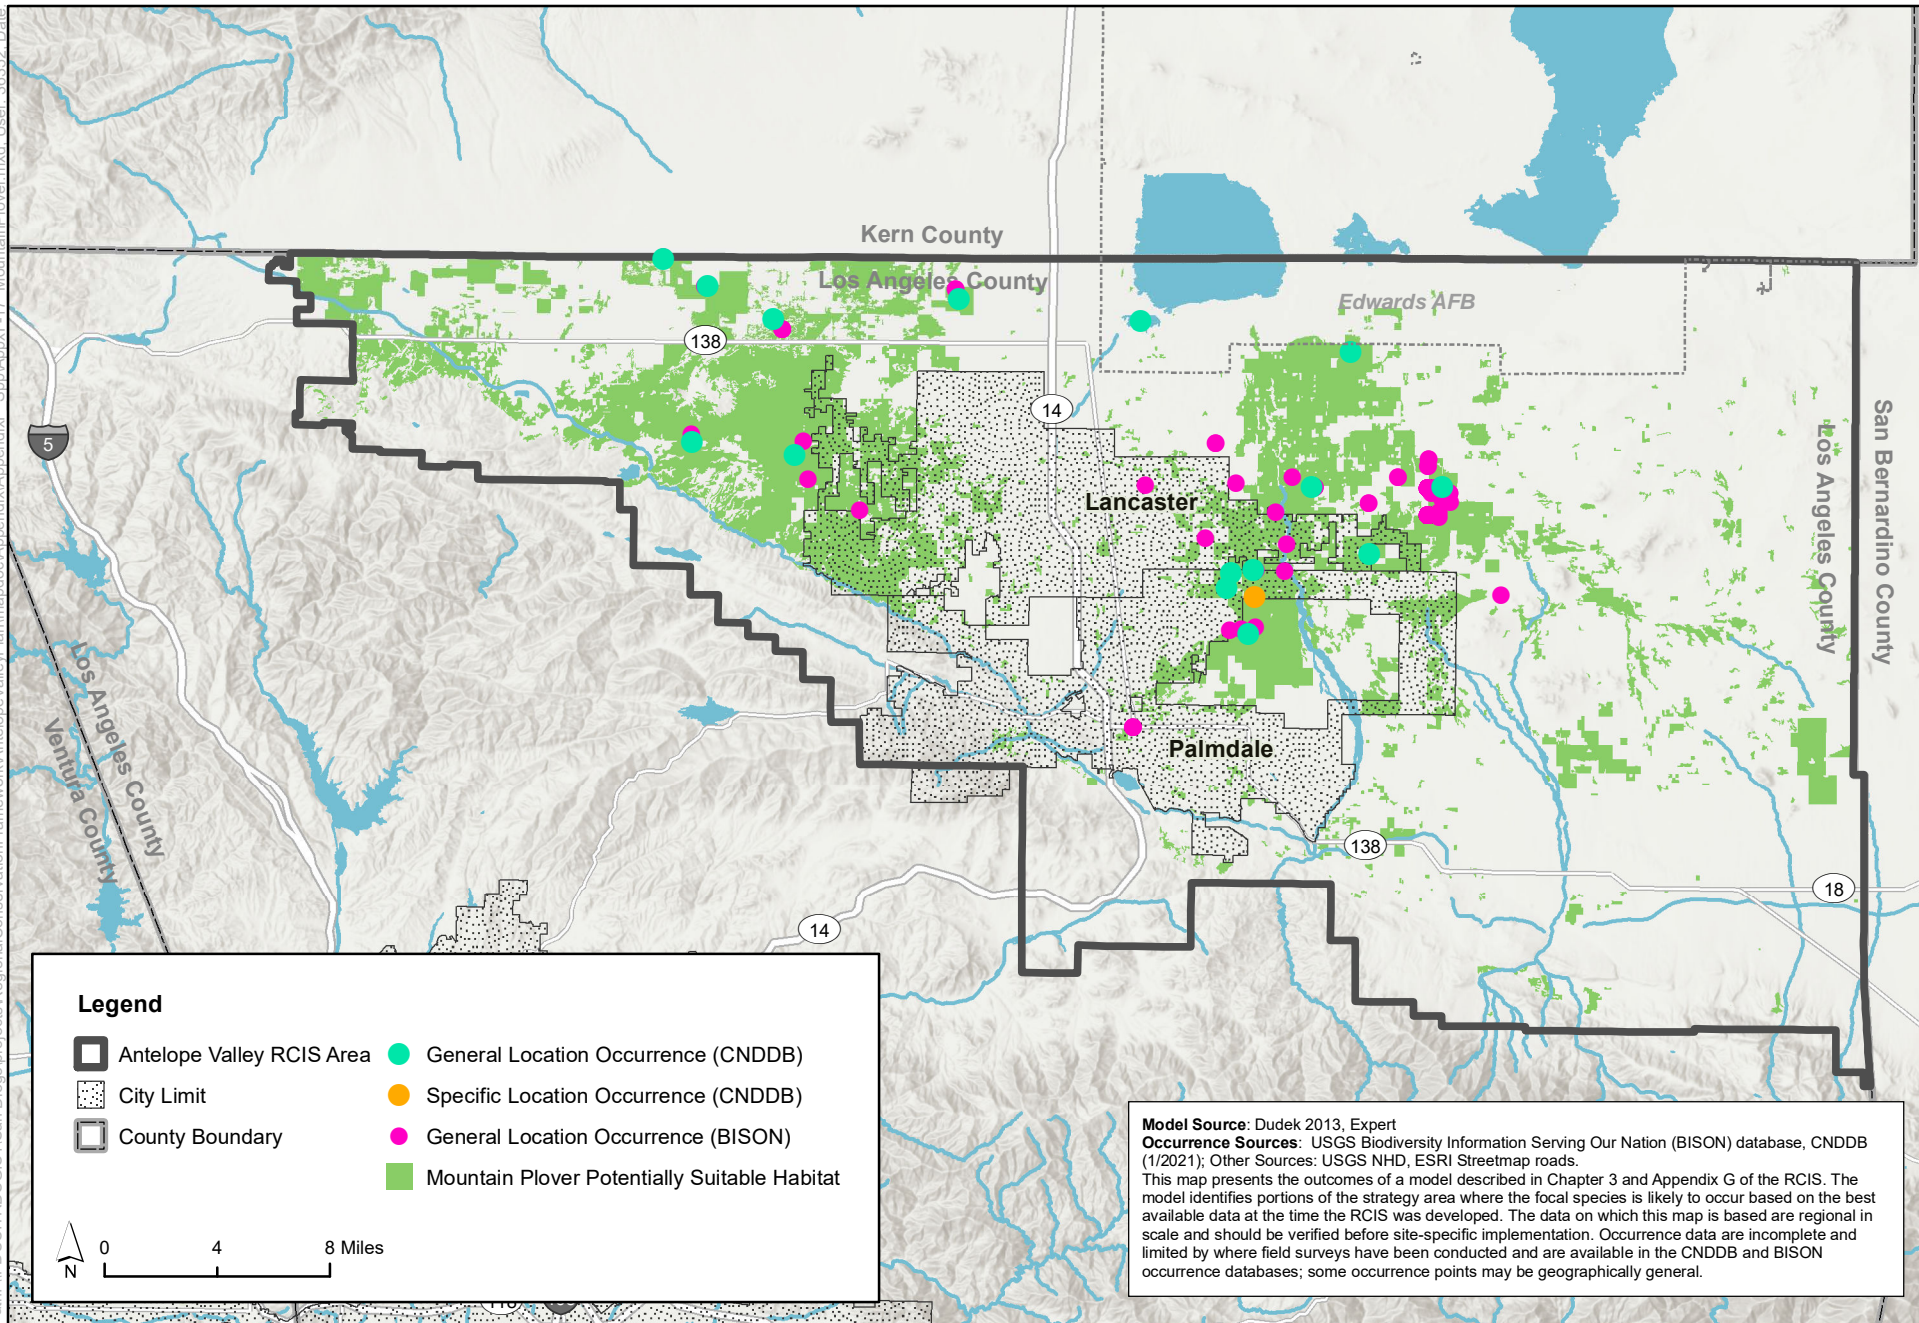 Kern County
Los Angeles County
Edwards AFB
138
14
5
Lancaster
San Bernardino County
Los Angeles County
Los Angeles County
Ventura County
Palmdale
138
18
14
Legend
Antelope Valley RCIS Area
City Limit
County Boundary
General Location Occurrence (CNDDB)
Specific Location Occurrence (CNDDB)
General Location Occurrence (BISON)
Mountain Plover Potentially Suitable Habitat
N
0 4 8 Miles
Model Source: Dudek 2013, Expert
Occurrence Sources: USGS Biodiversity Information Serving Our Nation (BISON) database, CNDDB
(1/2021); Other Sources: USGS NHD, ESRI Streetmap roads.
This map presents the outcomes of a model described in Chapter 3 and Appendix G of the RCIS. The
model identifies portions of the strategy area where the focal species is likely to occur based on the best
available data at the time the RCIS was developed. The data on which this map is based are regional in
scale and should be verified before site-specific implementation. Occurrence data are incomplete and
limited by where field surveys have been conducted and are available in the CNDDB and BISON
occurrence databases; some occurrence points may be geographically general.